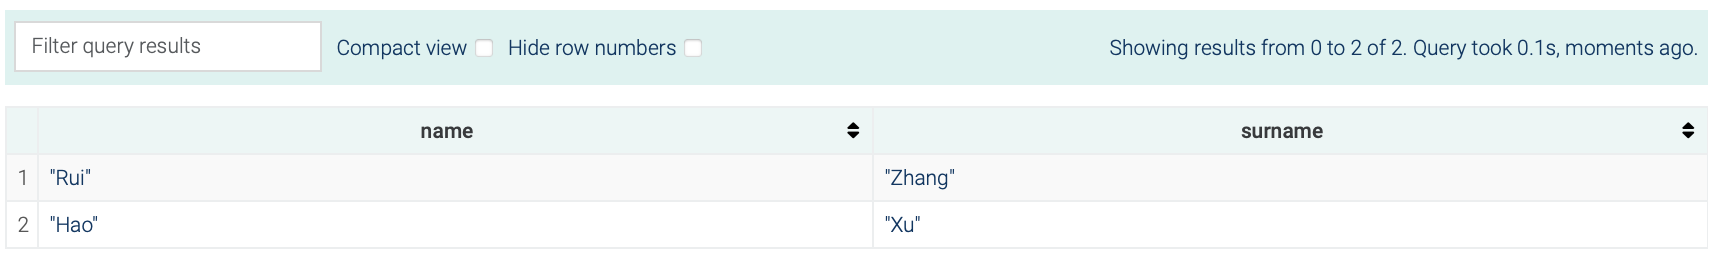 Filter query results Compact view Hide row numbers Showing results from 0 to 2 of 2. Query took 0.1s, moments ago.
name surname
1 "Rui" "Zhang"
2 "Hao" "Xu"